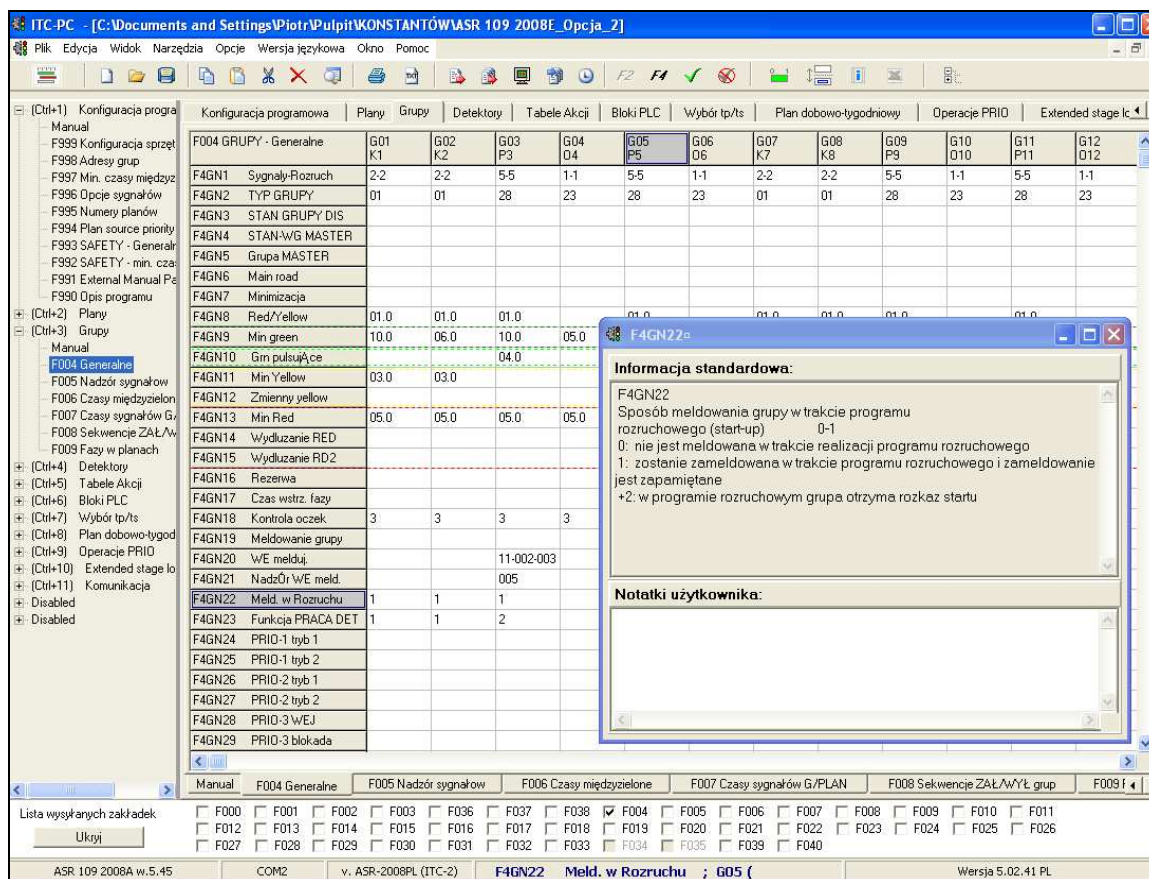 ITC-PC - [C:\Documents and Settings\Piotr\Pulpit\KONSTANTÓW\ASR 109 2008E_Opcja_2]
Plik Edycja Widok Narzędzia Opcje Wersja językowa Okno Pomoc
F2 F4
(Ctrl+1) Konfiguracja progra
Manual
F999 Konfiguracja sprzęt
F998 Adresy grup
F997 Min. czasy międzyz
F996 Opcje sygnałów
F995 Numery planów
F994 Plan source priority
F993 SAFETY - Generaln
F992 SAFETY - min. cza
F991 External Manual Pa
F990 Opis programu
(Ctrl+2) Plany
(Ctrl+3) Grupy
Manual
F004 Generalne
F005 Nadzór sygnałow
F006 Czasy międzyzielon
F007 Czasy sygnałów G/
F008 Sekwencje ZAŁ/W
F009 Fazy w planach
(Ctrl+4) Detektory
(Ctrl+5) Tabele Akcji
(Ctrl+6) Bloki PLC
(Ctrl+7) Wybór tp/ts
(Ctrl+8) Plan dobowo-tygod
(Ctrl+9) Operacje PRIO
(Ctrl+10) Extended stage lo
(Ctrl+11) Komunikacja
Disabled
Disabled
Konfiguracja programowa Plany Grupy Detektory Tabele Akcji Bloki PLC Wybór tp/ts Plan dobowo-tygodniowy Operacje PRIO Extended stage lc
F004 GRUPY - Generalne G01 G02 G03 G04 G05 G06 G07 G08 G09 G10 G11 G12
K1 K2 P3 O4 P5 O6 K7 K8 P9 O10 P11 O12
F4GN1 Sygnały-Rozruch 2-2 2-2 5-5 1-1 5-5 1-1 2-2 2-2 5-5 1-1 5-5 1-1
F4GN2 TYP GRUPY 01 01 28 23 28 23 01 01 28 23 28 23
F4GN3 STAN GRUPY DIS
F4GN4 STAN-WG MASTER
F4GN5 Grupa MASTER
F4GN6 Main road
F4GN7 Minimizacja
F4GN8 Red/Yellow 01.0 01.0 01.0 01.0 01.0 01.0 01.0 01.0
F4GN9 Min green 10.0 06.0 10.0 05.0
F4GN10 Grn pulsujĄce 04.0
F4GN11 Min Yellow 03.0 03.0
F4GN12 Zmienny yellow
F4GN13 Min Red 05.0 05.0 05.0 05.0
F4GN14 Wydluzanie RED
F4GN15 Wydluzanie RD2
F4GN16 Rezerwa
F4GN17 Czas wstrz. fazy
F4GN18 Kontrola oczek 3 3 3 3
F4GN19 Meldowanie grupy
F4GN20 WE melduj. 11-002-003
F4GN21 NadzÓr WE meld. 005
F4GN22 Meld. w Rozruchu 1 1 1
F4GN23 Funkcja PRACA DET 1 1 2
F4GN24 PRIO-1 tryb 1
F4GN25 PRIO-1 tryb 2
F4GN26 PRIO-2 tryb 1
F4GN27 PRIO-2 tryb 2
F4GN28 PRIO-3 WEJ
F4GN29 PRIO-3 blokada
F4GN22¤
Informacja standardowa:
F4GN22
Sposób meldowania grupy w trakcie programu
rozruchowego (start-up) 0-1
0: nie jest meldowana w trakcie realizacji programu rozruchowego
1: zostanie zameldowana w trakcie programu rozruchowego i zameldowanie
jest zapamiętane
+2: w programie rozruchowym grupa otrzyma rozkaz startu
Notatki użytkownika:
Manual F004 Generalne F005 Nadzór sygnałow F006 Czasy międzyzielone F007 Czasy sygnałów G/PLAN F008 Sekwencje ZAŁ/WYŁ grup F009 F
Lista wysyłanych zakładek
Ukryj
F000 F001 F002 F003 F036 F037 F038 F004 F005 F006 F007 F008 F009 F010 F011
F012 F013 F014 F015 F016 F017 F018 F019 F020 F021 F022 F023 F024 F025 F026
F027 F028 F029 F030 F031 F032 F033 F034 F035 F039 F040
ASR 109 2008A w.5.45 COM2 v. ASR-2008PL (ITC-2) F4GN22 Meld. w Rozruchu ; G05 ( Wersja 5.02.41 PL